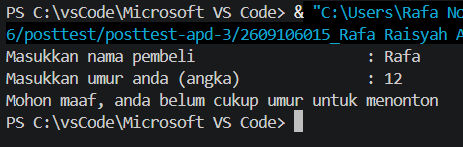 PS C:\vsCode\Microsoft VS Code> & "C:\Users\Rafa No
6/posttest/posttest-apd-3/2609106015_Rafa Raisyah A
Masukkan nama pembeli : Rafa
Masukkan umur anda (angka) : 12
Mohon maaf, anda belum cukup umur untuk menonton
PS C:\vsCode\Microsoft VS Code>